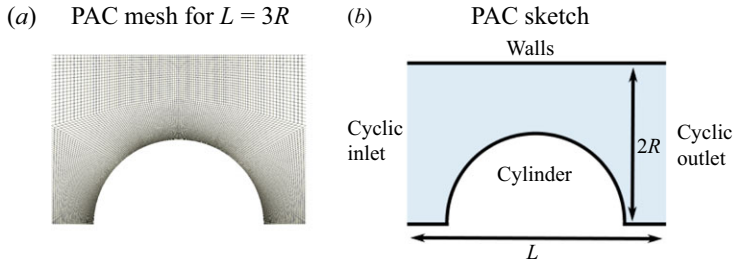 (a) PAC mesh for L = 3R
(b) PAC sketch
Walls
Cyclic
inlet
Cylinder
2R
Cyclic
outlet
L